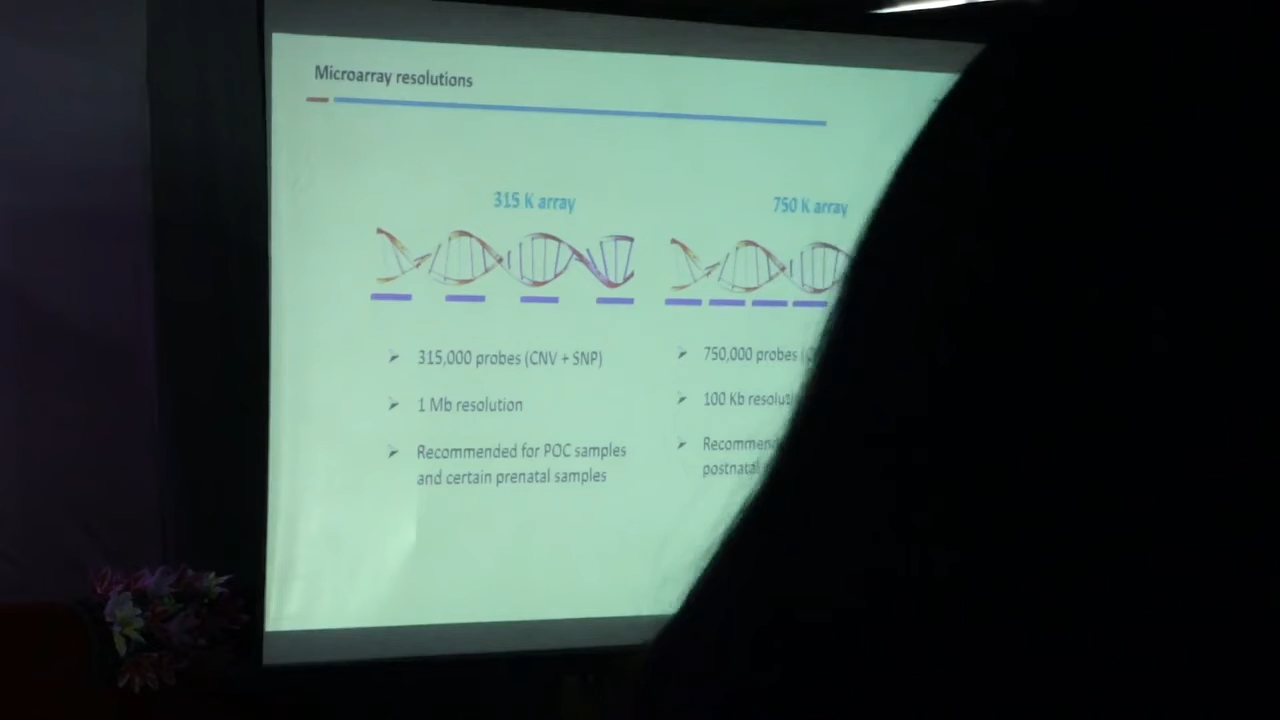 Microarray resolutions
315 K array
750 K array
315,000 probes (CNV + SNP)
1 Mb resolution
Recommended for POC samples
and certain prenatal samples
750,000 probes (
100 Kb
postnatal